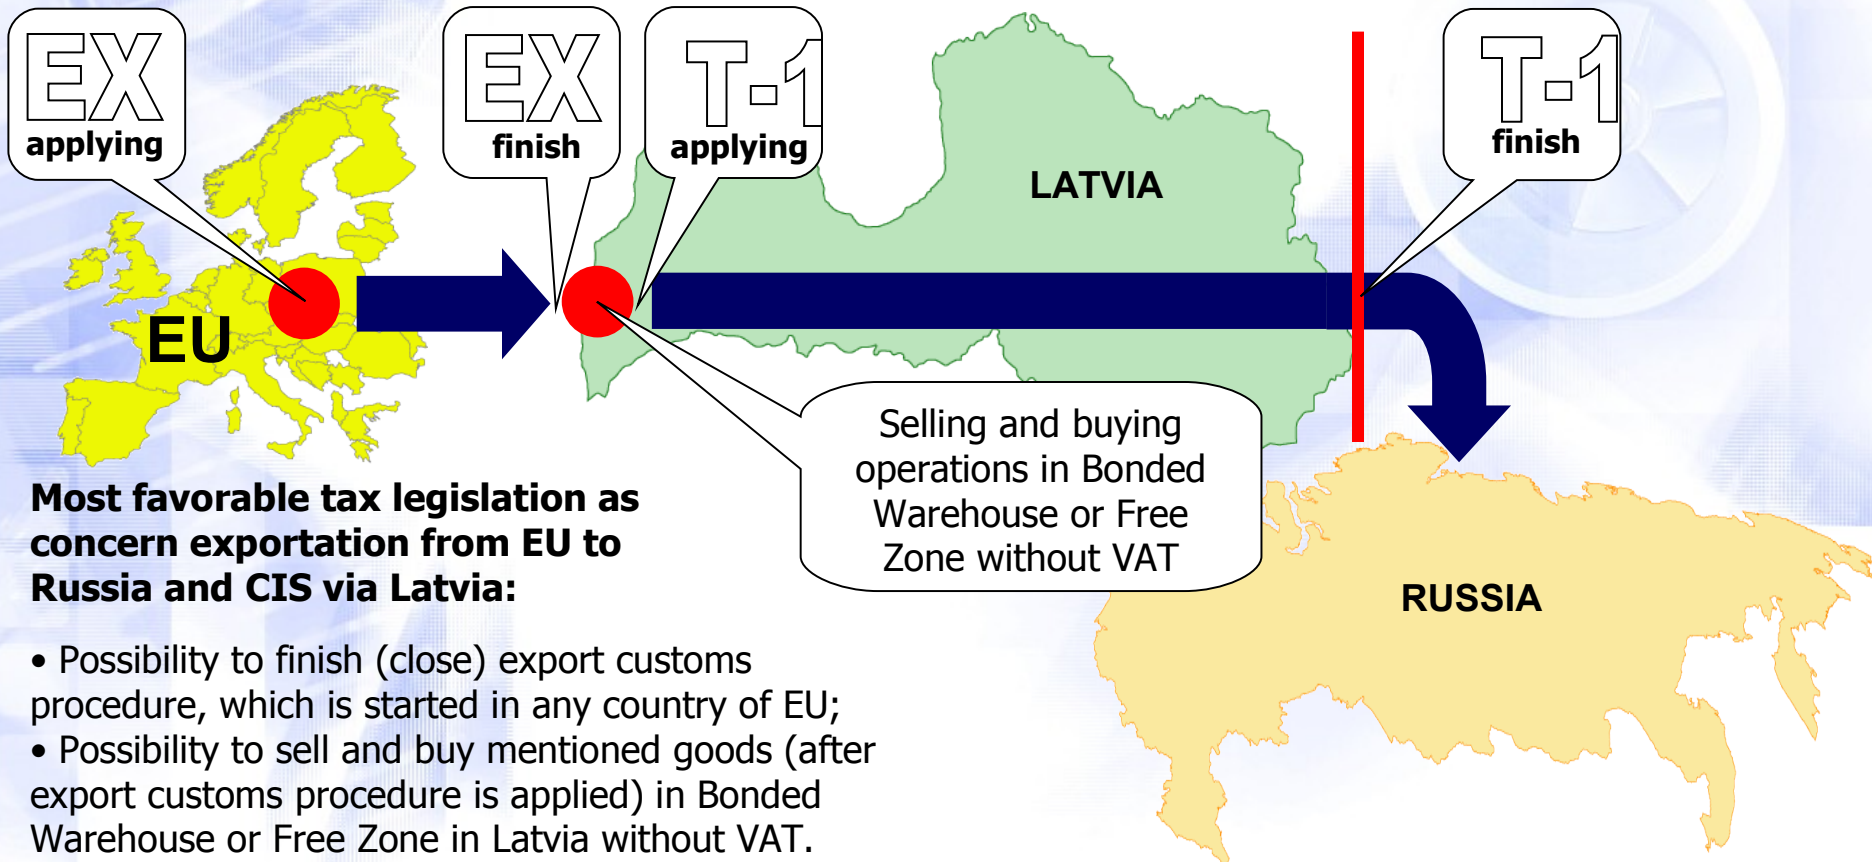 EX
applying
EX
finish
T-1
applying
T-1
finish
LATVIA
EU
Selling and buying
operations in Bonded
Warehouse or Free
Zone without VAT
RUSSIA
Most favorable tax legislation as
concern exportation from EU to
Russia and CIS via Latvia:
• Possibility to finish (close) export customs
procedure, which is started in any country of EU;
• Possibility to sell and buy mentioned goods (after
export customs procedure is applied) in Bonded
Warehouse or Free Zone in Latvia without VAT.